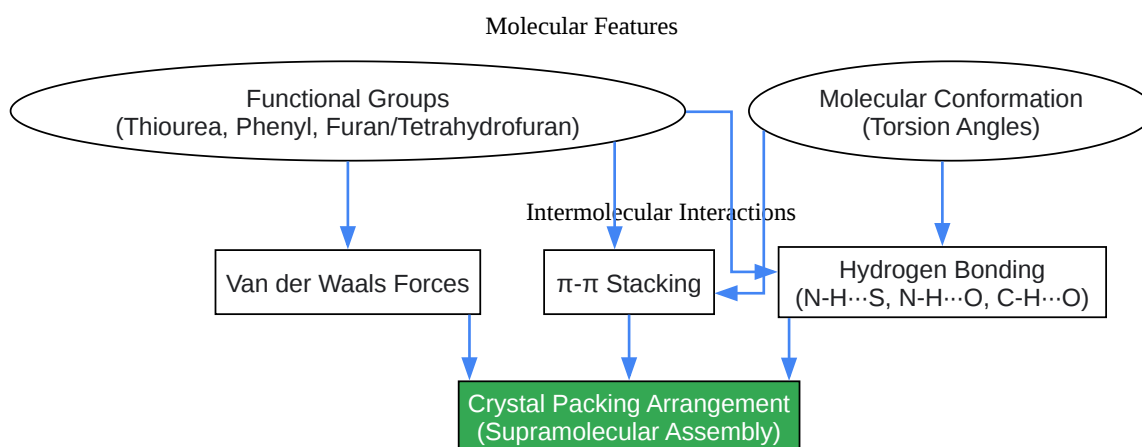 Molecular Features
Functional Groups
(Thiourea, Phenyl, Furan/Tetrahydrofuran)
Molecular Conformation
(Torsion Angles)
Intermolecular Interactions
Van der Waals Forces
π-π Stacking
Hydrogen Bonding
(N-H···S, N-H···O, C-H···O)
Crystal Packing Arrangement
(Supramolecular Assembly)